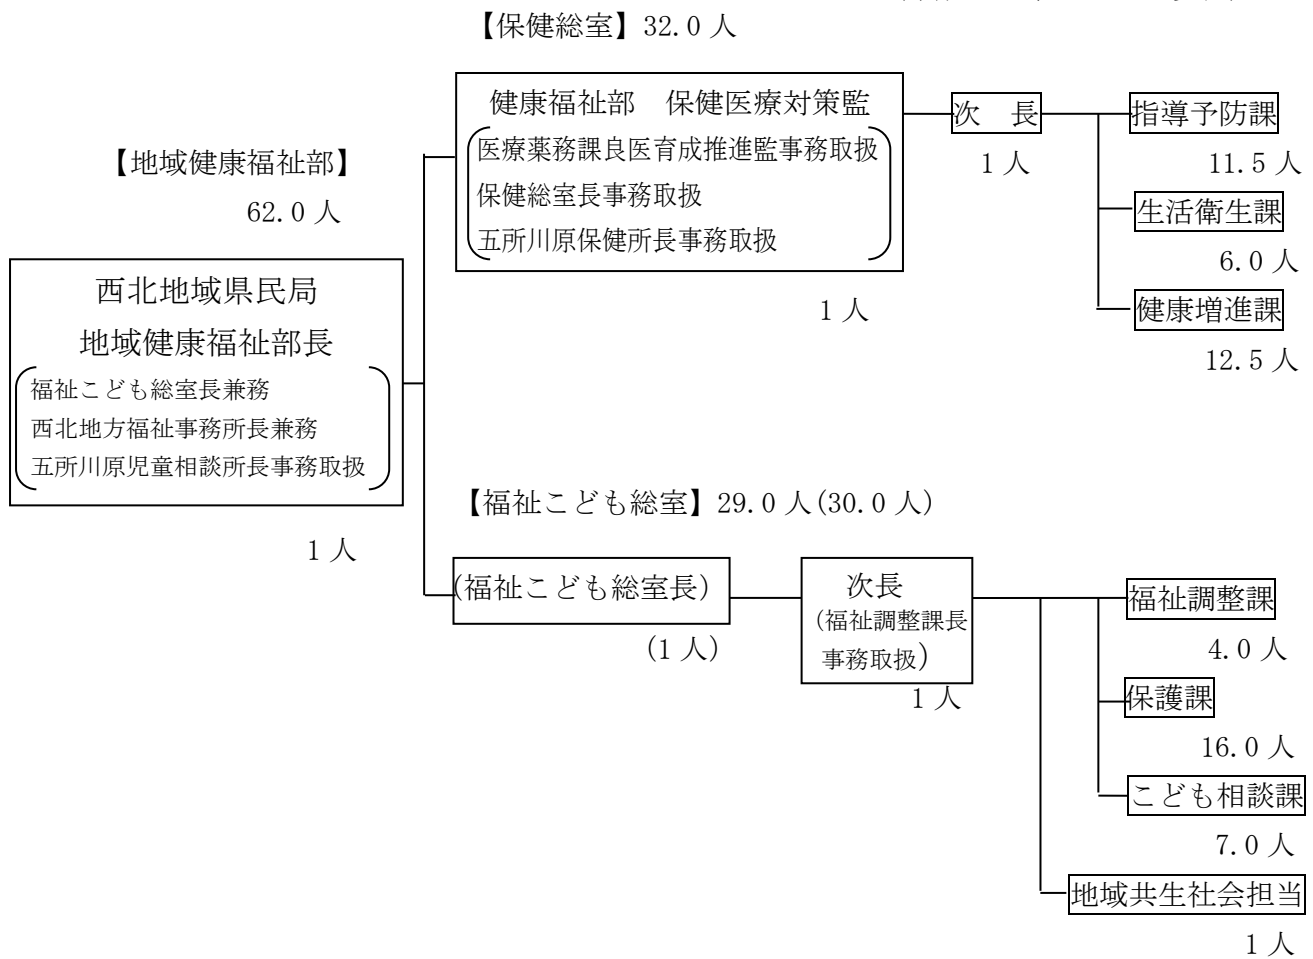 【保健総室】32.0 人
健康福祉部　保健医療対策監
医療薬務課良医育成推進監事務取扱
保健総室長事務取扱
五所川原保健所長事務取扱
1 人
次　長
1 人
指導予防課
11.5 人
生活衛生課
6.0 人
健康増進課
12.5 人
【地域健康福祉部】
62.0 人
西北地域県民局
地域健康福祉部長
福祉こども総室長兼務
西北地方福祉事務所長兼務
五所川原児童相談所長事務取扱
1 人
【福祉こども総室】29.0 人(30.0 人)
(福祉こども総室長)
(1 人)
次長
(福祉調整課長
事務取扱)
1 人
福祉調整課
4.0 人
保護課
16.0 人
こども相談課
7.0 人
地域共生社会担当
1 人